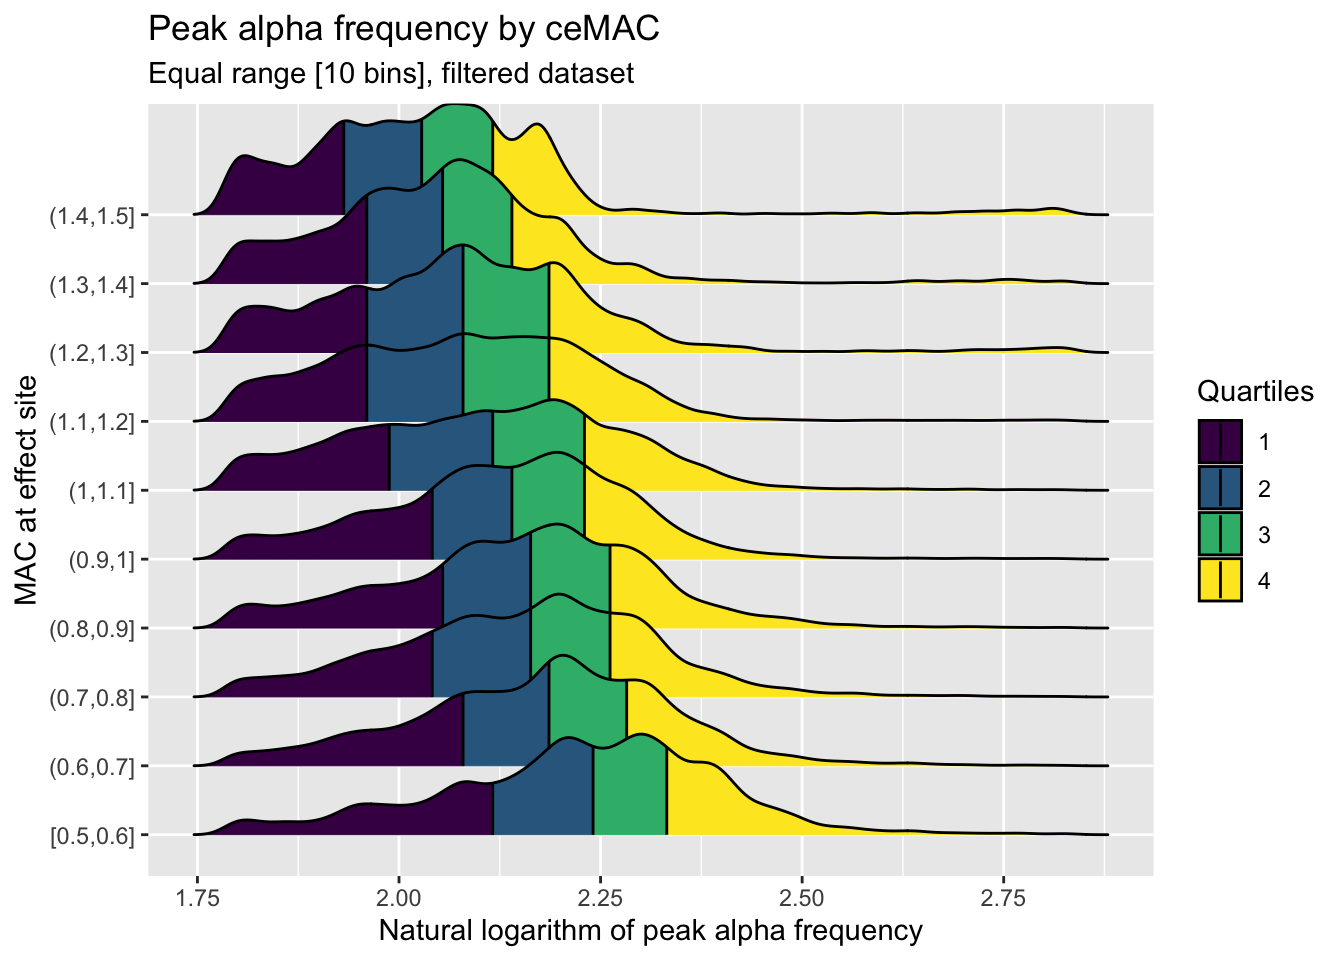 Peak alpha frequency by ceMAC
Equal range [10 bins], filtered dataset
MAC at effect site
(1.4,1.5]
(1.3,1.4]
(1.2,1.3]
(1.1,1.2]
(1,1.1]
(0.9,1]
(0.8,0.9]
(0.7,0.8]
(0.6,0.7]
[0.5,0.6]
1.75 2.00 2.25 2.50 2.75
Natural logarithm of peak alpha frequency
Quartiles
1
2
3
4